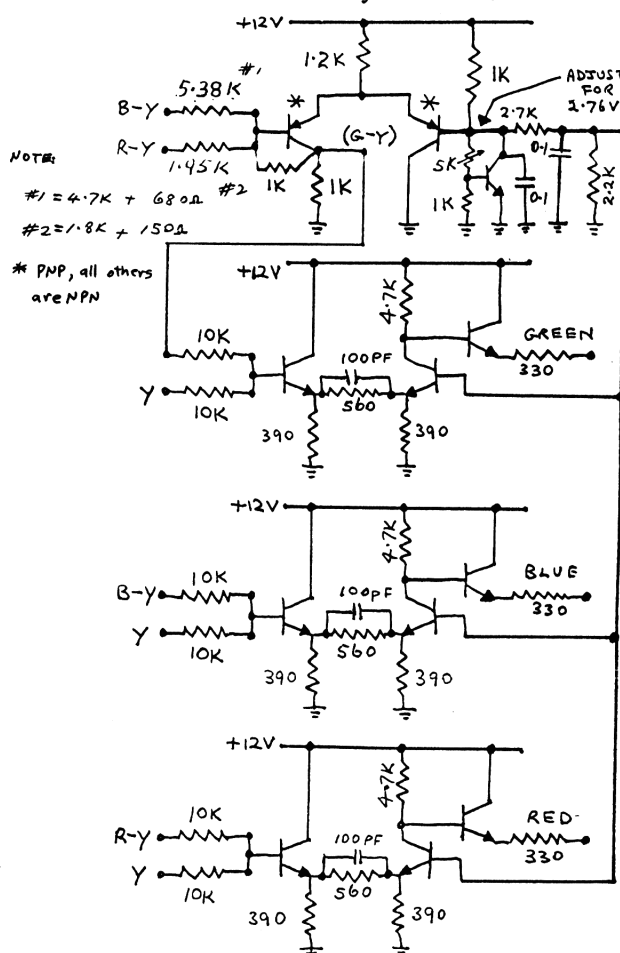 +12V
1.2K
1K
#1
5.38K
B-Y
R-Y
1.45K
#2
1K
1K
*
*
(G-Y)
ADJUST
FOR
2.7K
5K
1K
0.1
0.1
2.2K
NOTE:
#1 = 4.7K + 680Ω
#2 = 1.8K + 150Ω
* PNP, all others
are NPN
+12V
4.7K
10K
Y
10K
100PF
560
390
390
GREEN
330
+12V
4.7K
B-Y
10K
Y
10K
100PF
560
390
390
BLUE
330
+12V
4.7K
R-Y
10K
Y
10K
100PF
560
390
390
RED
330